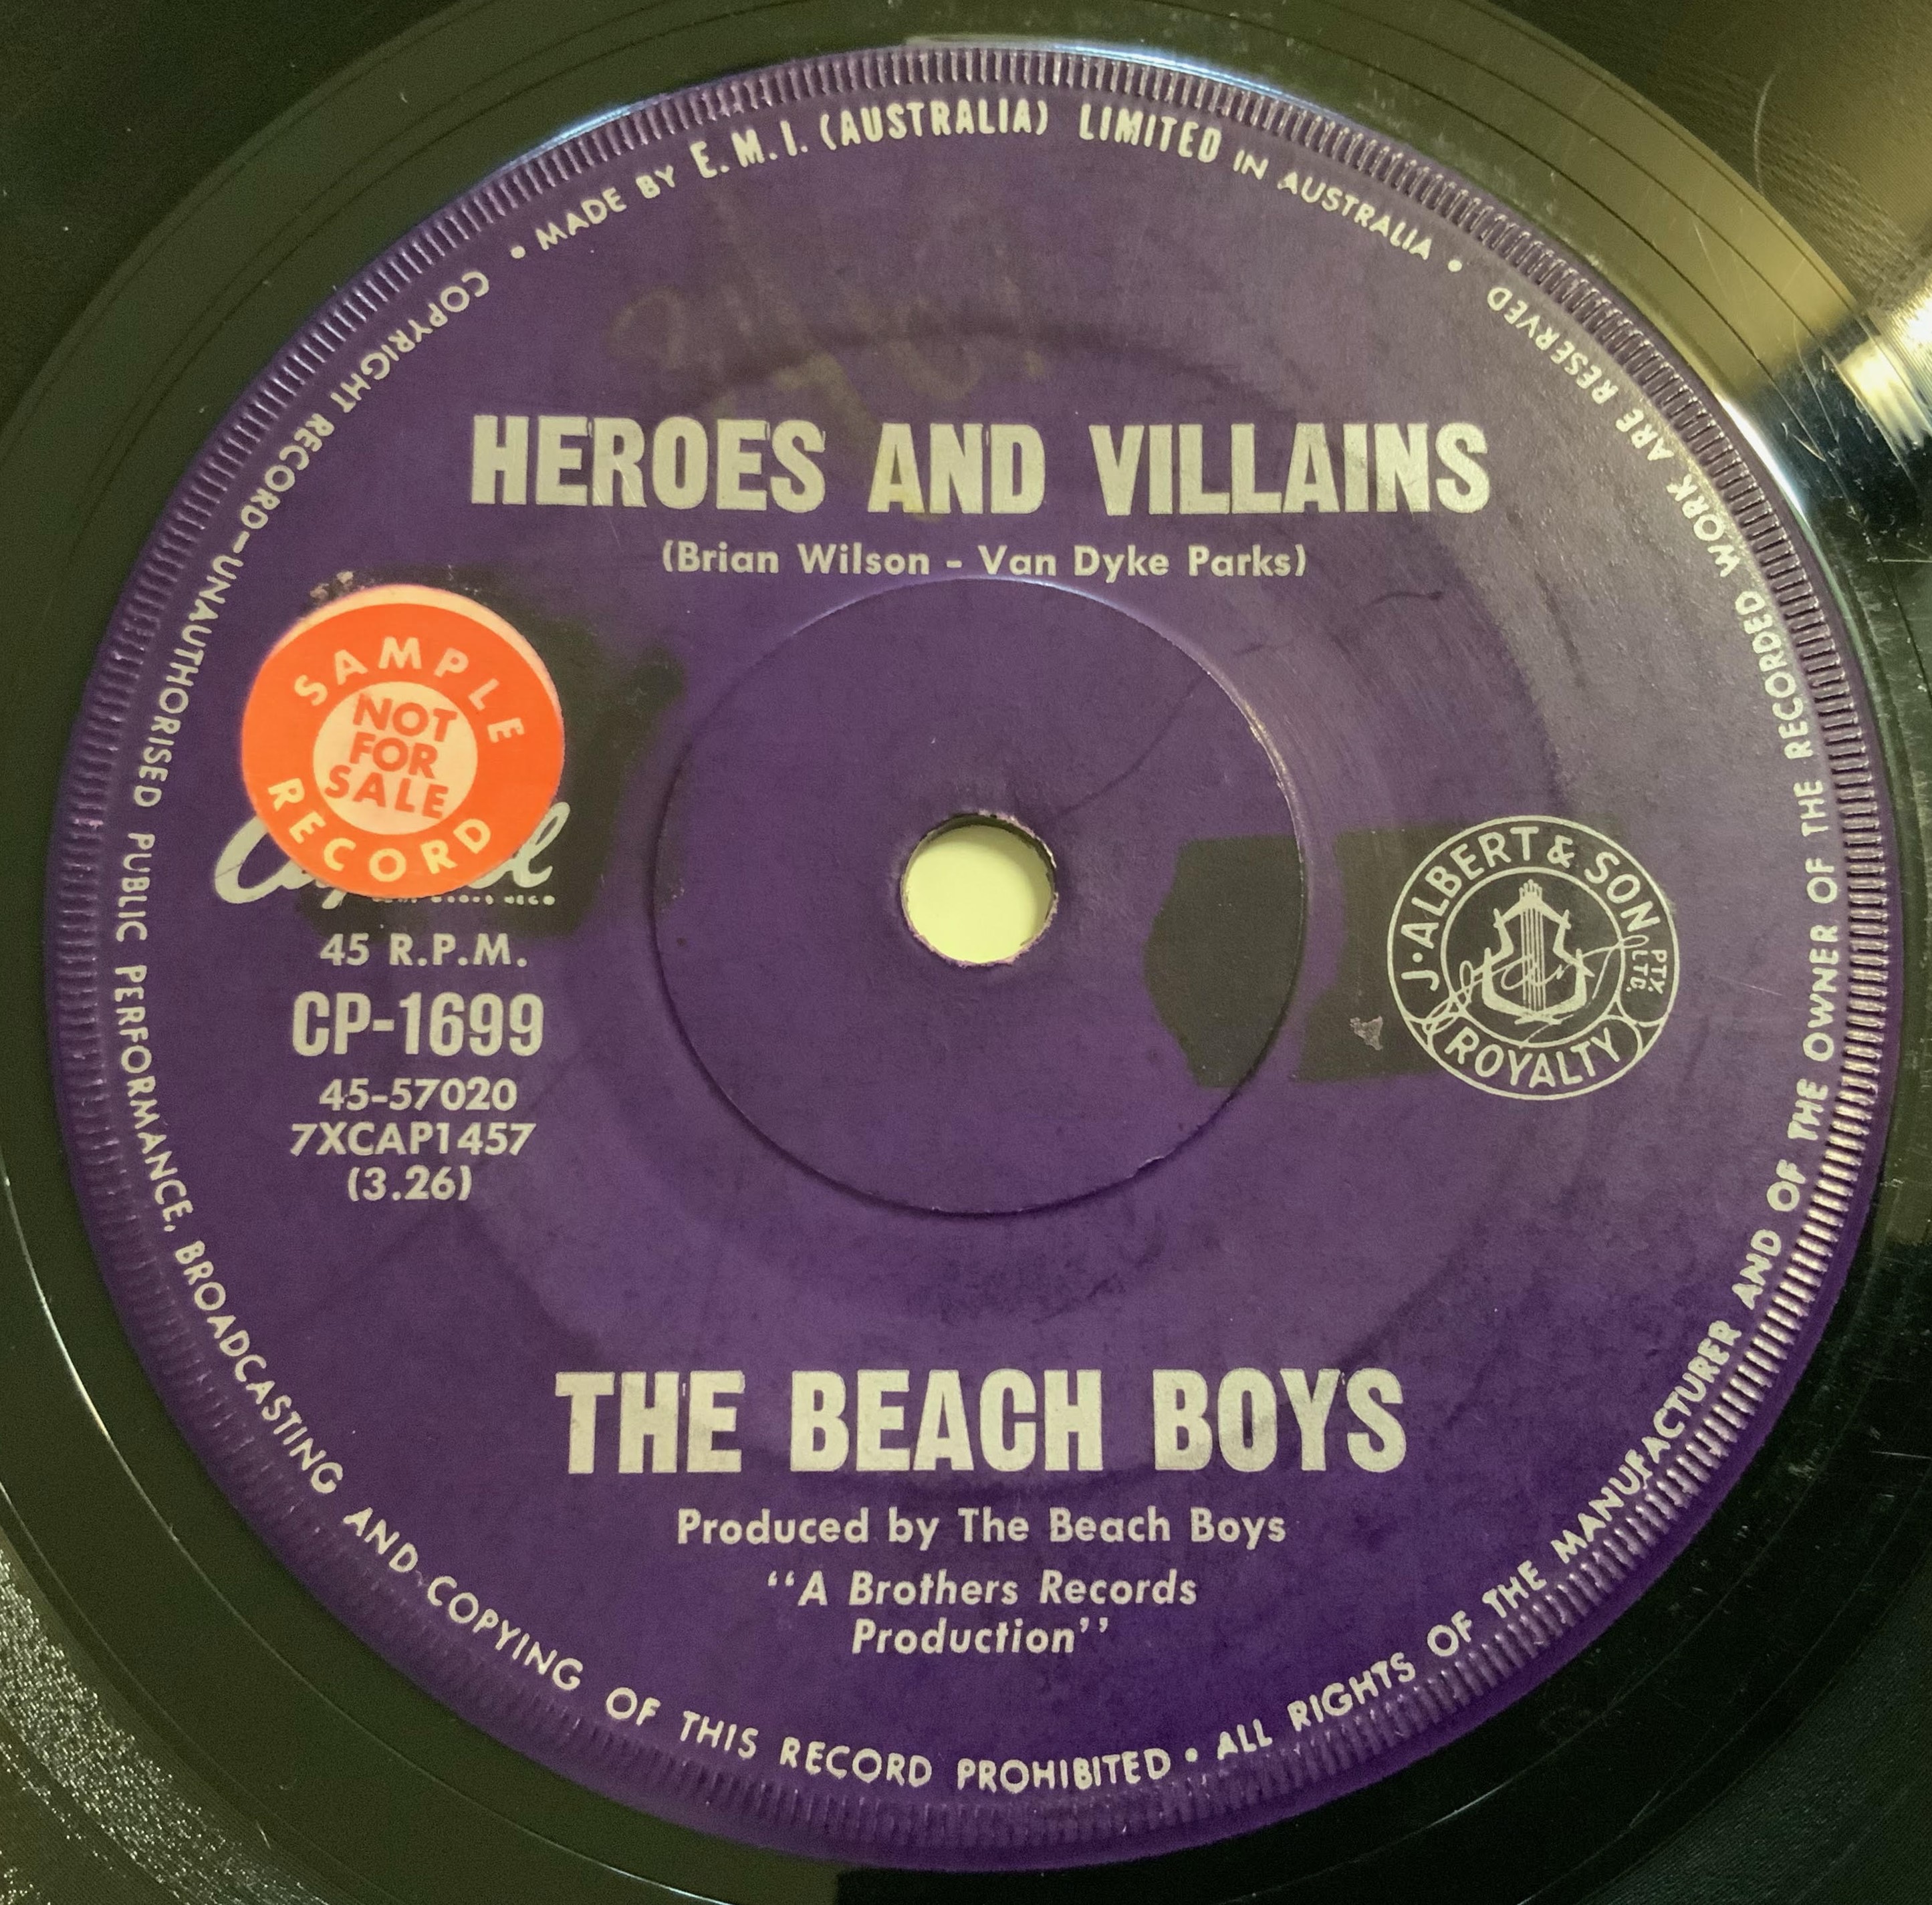 • MADE BY E. M. I. (AUSTRALIA) LIMITED IN AUSTRALIA •
COPYRIGHT RECORD—UNAUTHORISED PUBLIC PERFORMANCE, BROADCASTING AND COPYING OF THIS RECORD PROHIBITED • ALL RIGHTS OF THE MANUFACTURER AND OF THE OWNER OF THE RECORDED WORK ARE RESERVED
HEROES AND VILLAINS
(Brian Wilson - Van Dyke Parks)
SAMPLE
NOT
FOR
SALE
RECORD
45 R.P.M.
CP-1699
45-57020
7XCAP1457
(3.26)
J. ALBERT & SON PTY. LTD.
ROYALTY
THE BEACH BOYS
Produced by The Beach Boys
“A Brothers Records
Production”